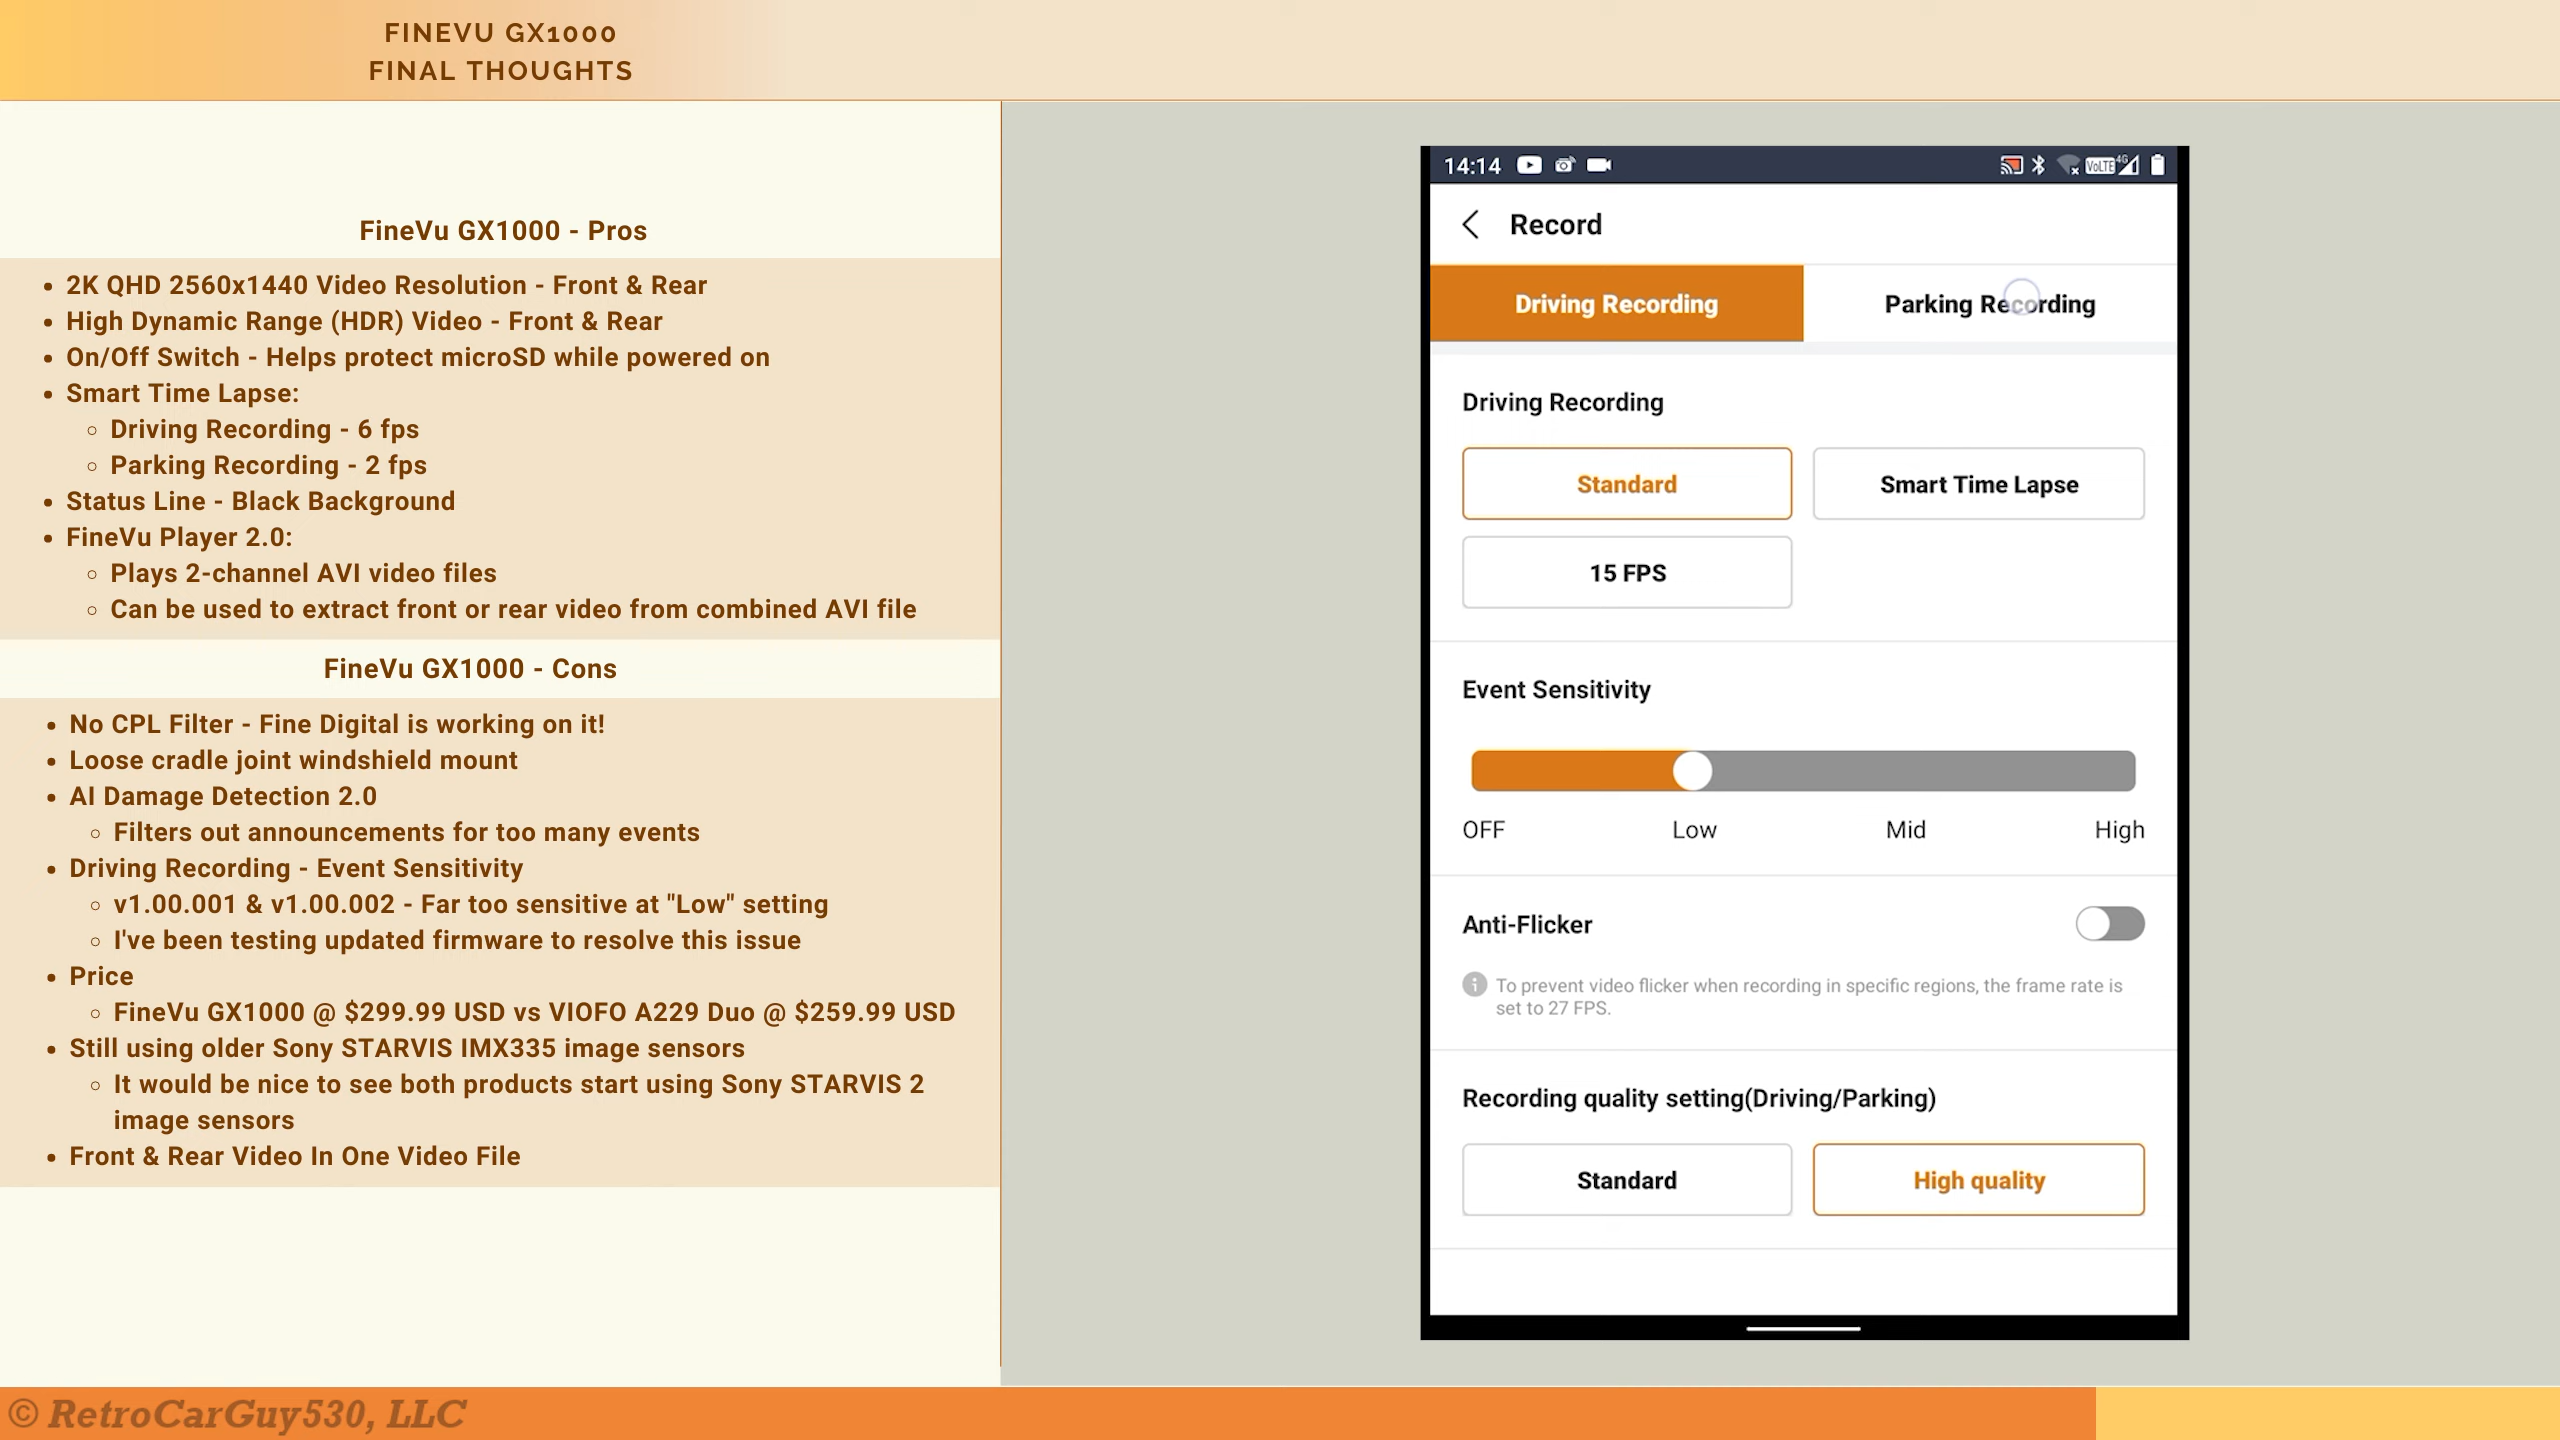 FINEVU GX1000
FINAL THOUGHTS
FineVu GX1000 - Pros
• 2K QHD 2560x1440 Video Resolution - Front & Rear
• High Dynamic Range (HDR) Video - Front & Rear
• On/Off Switch - Helps protect microSD while powered on
• Smart Time Lapse:
◦ Driving Recording - 6 fps
◦ Parking Recording - 2 fps
• Status Line - Black Background
• FineVu Player 2.0:
◦ Plays 2-channel AVI video files
◦ Can be used to extract front or rear video from combined AVI file
FineVu GX1000 - Cons
• No CPL Filter - Fine Digital is working on it!
• Loose cradle joint windshield mount
• AI Damage Detection 2.0
◦ Filters out announcements for too many events
• Driving Recording - Event Sensitivity
◦ v1.00.001 & v1.00.002 - Far too sensitive at "Low" setting
◦ I've been testing updated firmware to resolve this issue
• Price
◦ FineVu GX1000 @ $299.99 USD vs VIOFO A229 Duo @ $259.99 USD
• Still using older Sony STARVIS IMX335 image sensors
◦ It would be nice to see both products start using Sony STARVIS 2
image sensors
• Front & Rear Video In One Video File
14:14
VoLTE 4G
Record
Driving Recording
Parking Recording
Driving Recording
Standard
Smart Time Lapse
15 FPS
Event Sensitivity
OFF
Low
Mid
High
Anti-Flicker
To prevent video flicker when recording in specific regions, the frame rate is
set to 27 FPS.
Recording quality setting(Driving/Parking)
Standard
High quality
© RetroCarGuy530, LLC